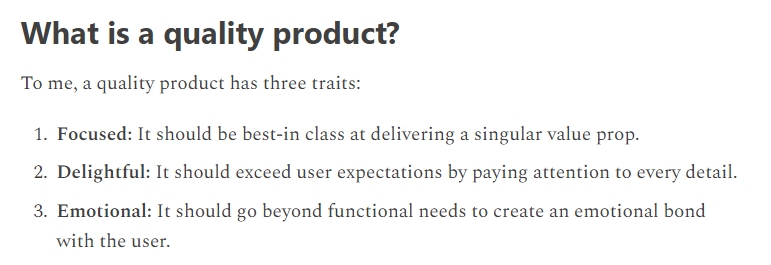 What is a quality product?
To me, a quality product has three traits:
1. Focused: It should be best-in class at delivering a singular value prop.
2. Delightful: It should exceed user expectations by paying attention to every detail.
3. Emotional: It should go beyond functional needs to create an emotional bond
with the user.